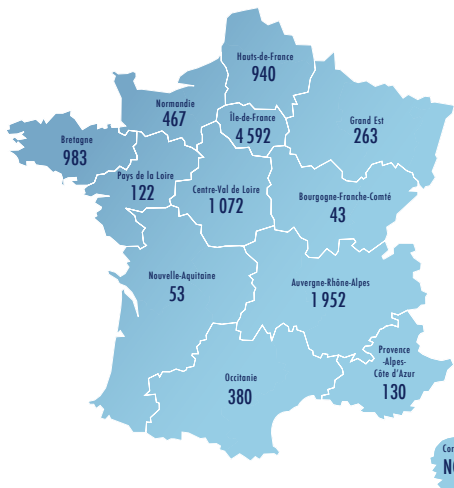 Hauts-de-France
940
Normandie
467
Île-de-France
4 592
Grand Est
263
Bretagne
983
Pays de la Loire
122
Centre-Val de Loire
1 072
Bourgogne-Franche-Comté
43
Nouvelle-Aquitaine
53
Auvergne-Rhône-Alpes
1 952
Provence
-Alpes-
Côte d'Azur
130
Occitanie
380